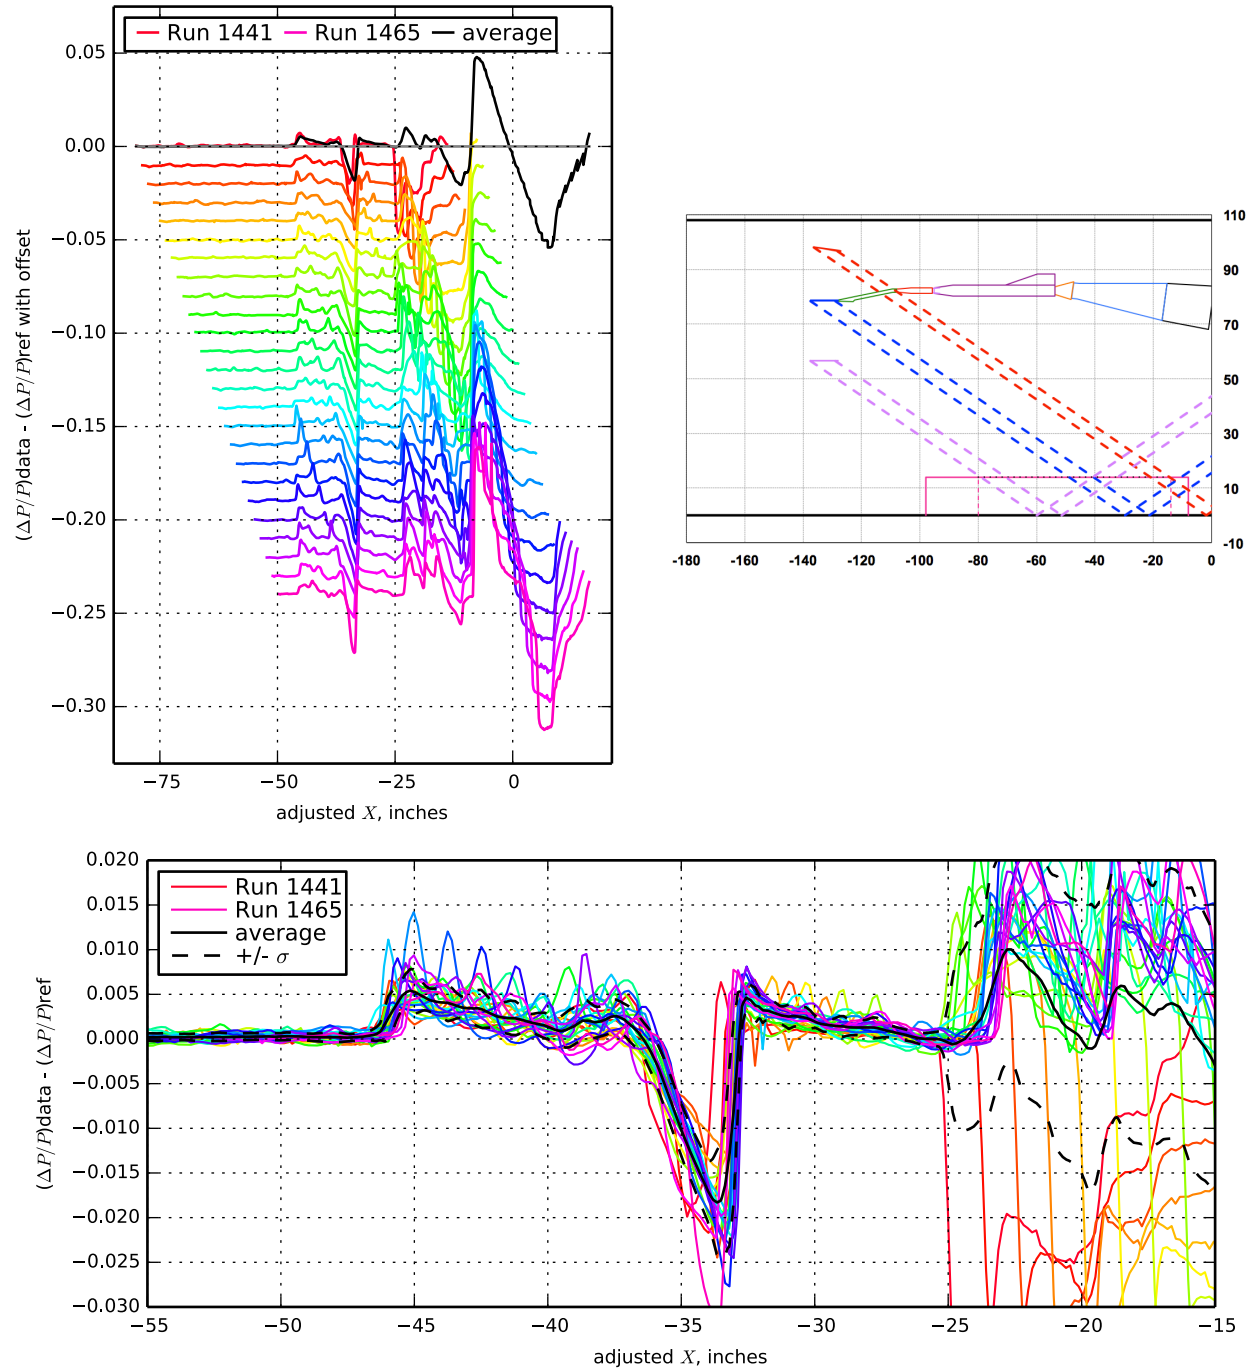 Run 1441 Run 1465 average
0.05
0.00
−0.05
−0.10
−0.15
−0.20
−0.25
−0.30
(ΔP/P)data - (ΔP/P)ref with offset
−75 −50 −25 0
adjusted X, inches
110
90
70
50
30
10
-10
-180 -160 -140 -120 -100 -80 -60 -40 -20 0
0.020
0.015
0.010
0.005
0.000
−0.005
−0.010
−0.015
−0.020
−0.025
−0.030
(ΔP/P)data - (ΔP/P)ref
Run 1441
Run 1465
average
+/- σ
−55 −50 −45 −40 −35 −30 −25 −20 −15
adjusted X, inches